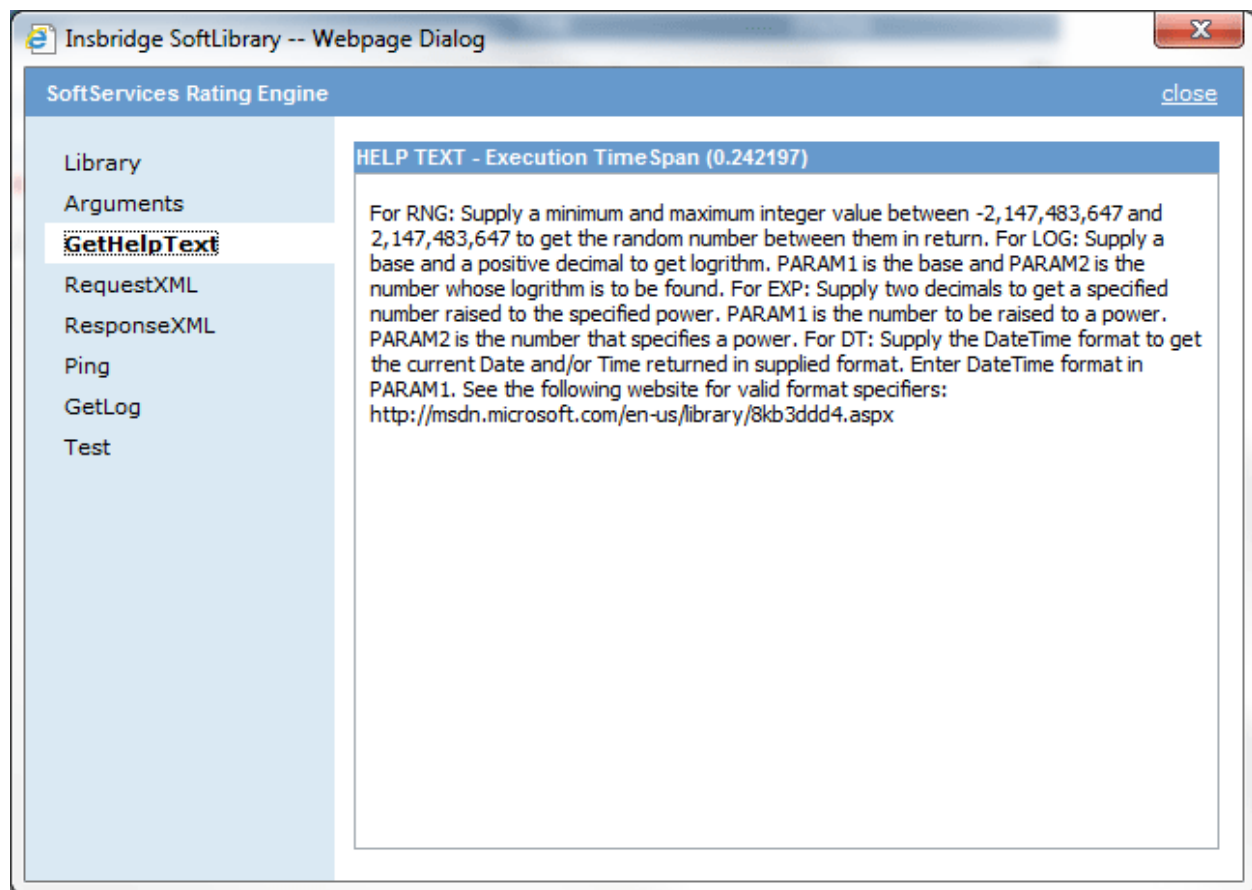 Insbridge SoftLibrary -- Webpage Dialog
x
SoftServices Rating Engine
close
Library
Arguments
GetHelpText
RequestXML
ResponseXML
Ping
GetLog
Test
HELP TEXT - Execution TimeSpan (0.242197)
For RNG: Supply a minimum and maximum integer value between -2,147,483,647 and
2,147,483,647 to get the random number between them in return. For LOG: Supply a
base and a positive decimal to get logrithm. PARAM1 is the base and PARAM2 is the
number whose logrithm is to be found. For EXP: Supply two decimals to get a specified
number raised to the specified power. PARAM1 is the number to be raised to a power.
PARAM2 is the number that specifies a power. For DT: Supply the DateTime format to get
the current Date and/or Time returned in supplied format. Enter DateTime format in
PARAM1. See the following website for valid format specifiers:
http://msdn.microsoft.com/en-us/library/8kb3ddd4.aspx